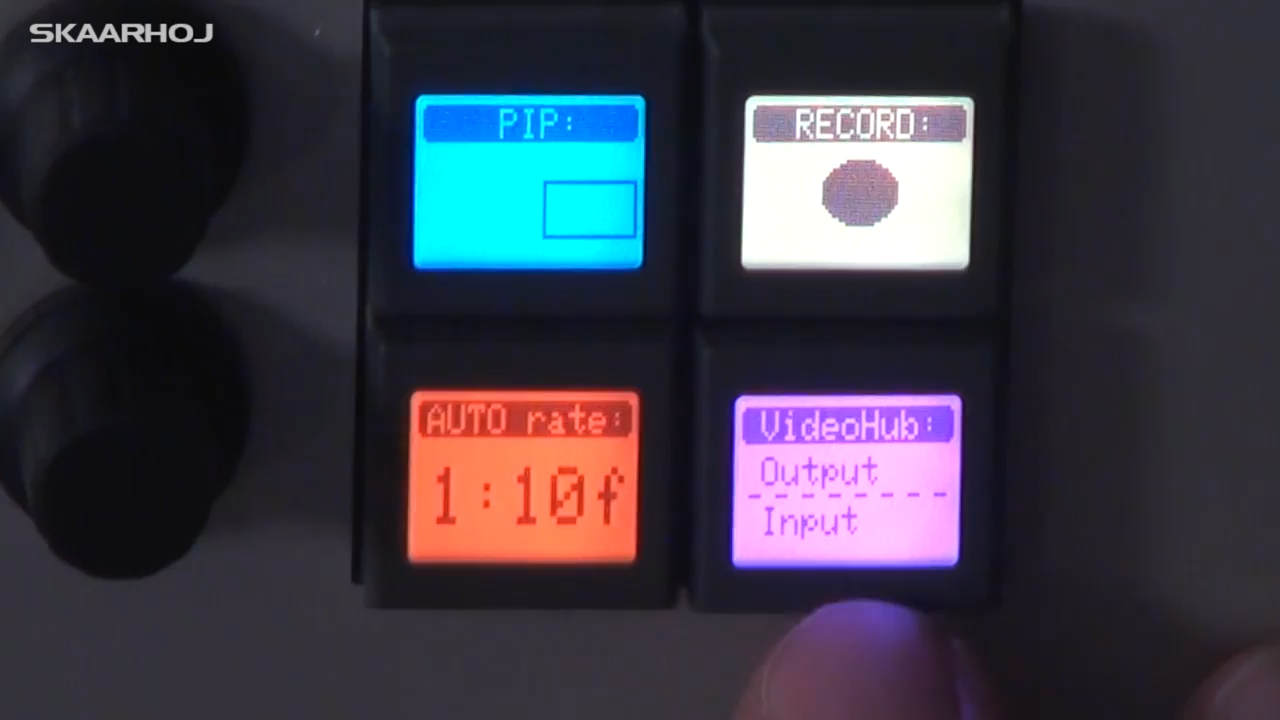 SKAARHOJ
PIP:
RECORD:
AUTO rate:
1:10f
VideoHub:
Output
Input